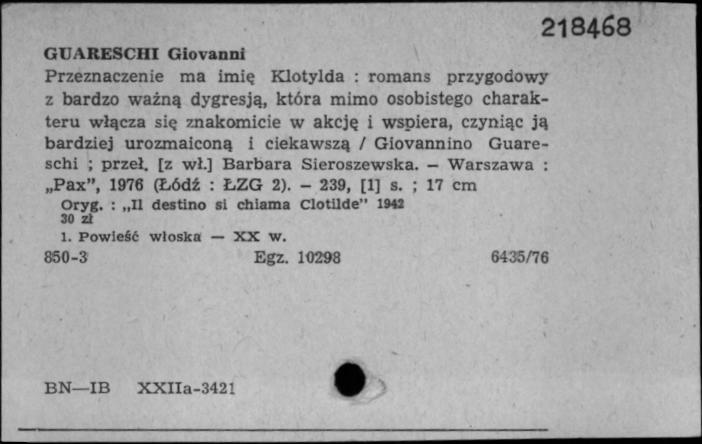 218468
GUARESCHI Giovanni
Przeznaczenie ma imię Klotylda : romans przygodowy
z bardzo ważną dygresją, która mimo osobistego charak-
teru włącza się znakomicie w akcję i wspiera, czyniąc ją
bardziej urozmaiconą i ciekawszą / Giovannino Guare-
schi ; przeł. [z wł.] Barbara Sieroszewska. — Warszawa :
„Pax”, 1976 (Łódź : ŁZG 2). — 239, [1] s. ; 17 cm
Oryg. : „Il destino si chiama Clotilde” 1942
30 zł
1. Powieść włoska — XX w.
850-3 Egz. 10298 6435/76
BN—IB XXIIa-3421